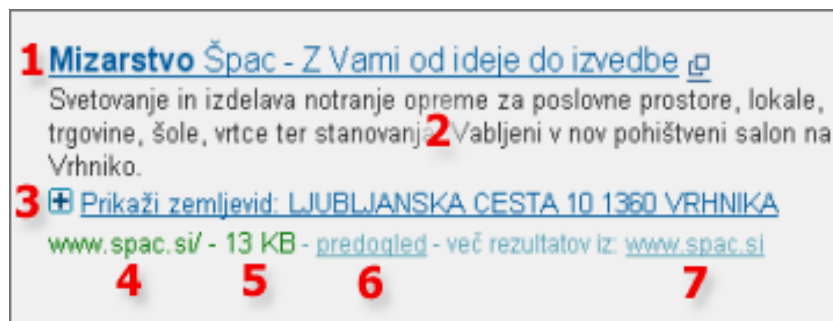 1 Mizarstvo Špac - Z Vami od ideje do izvedbe
Svetovanje in izdelava notranje opreme za poslovne prostore, lokale,
trgovine, šole, vrtce ter stanovanja. 2 Vabljeni v nov pohištveni salon na
Vrhniko.
3 Prikaži zemljevid: LJUBLJANSKA CESTA 10 1360 VRHNIKA
www.spac.si/ - 13 KB - predogled - več rezultatov iz: www.spac.si
4 5 6 7